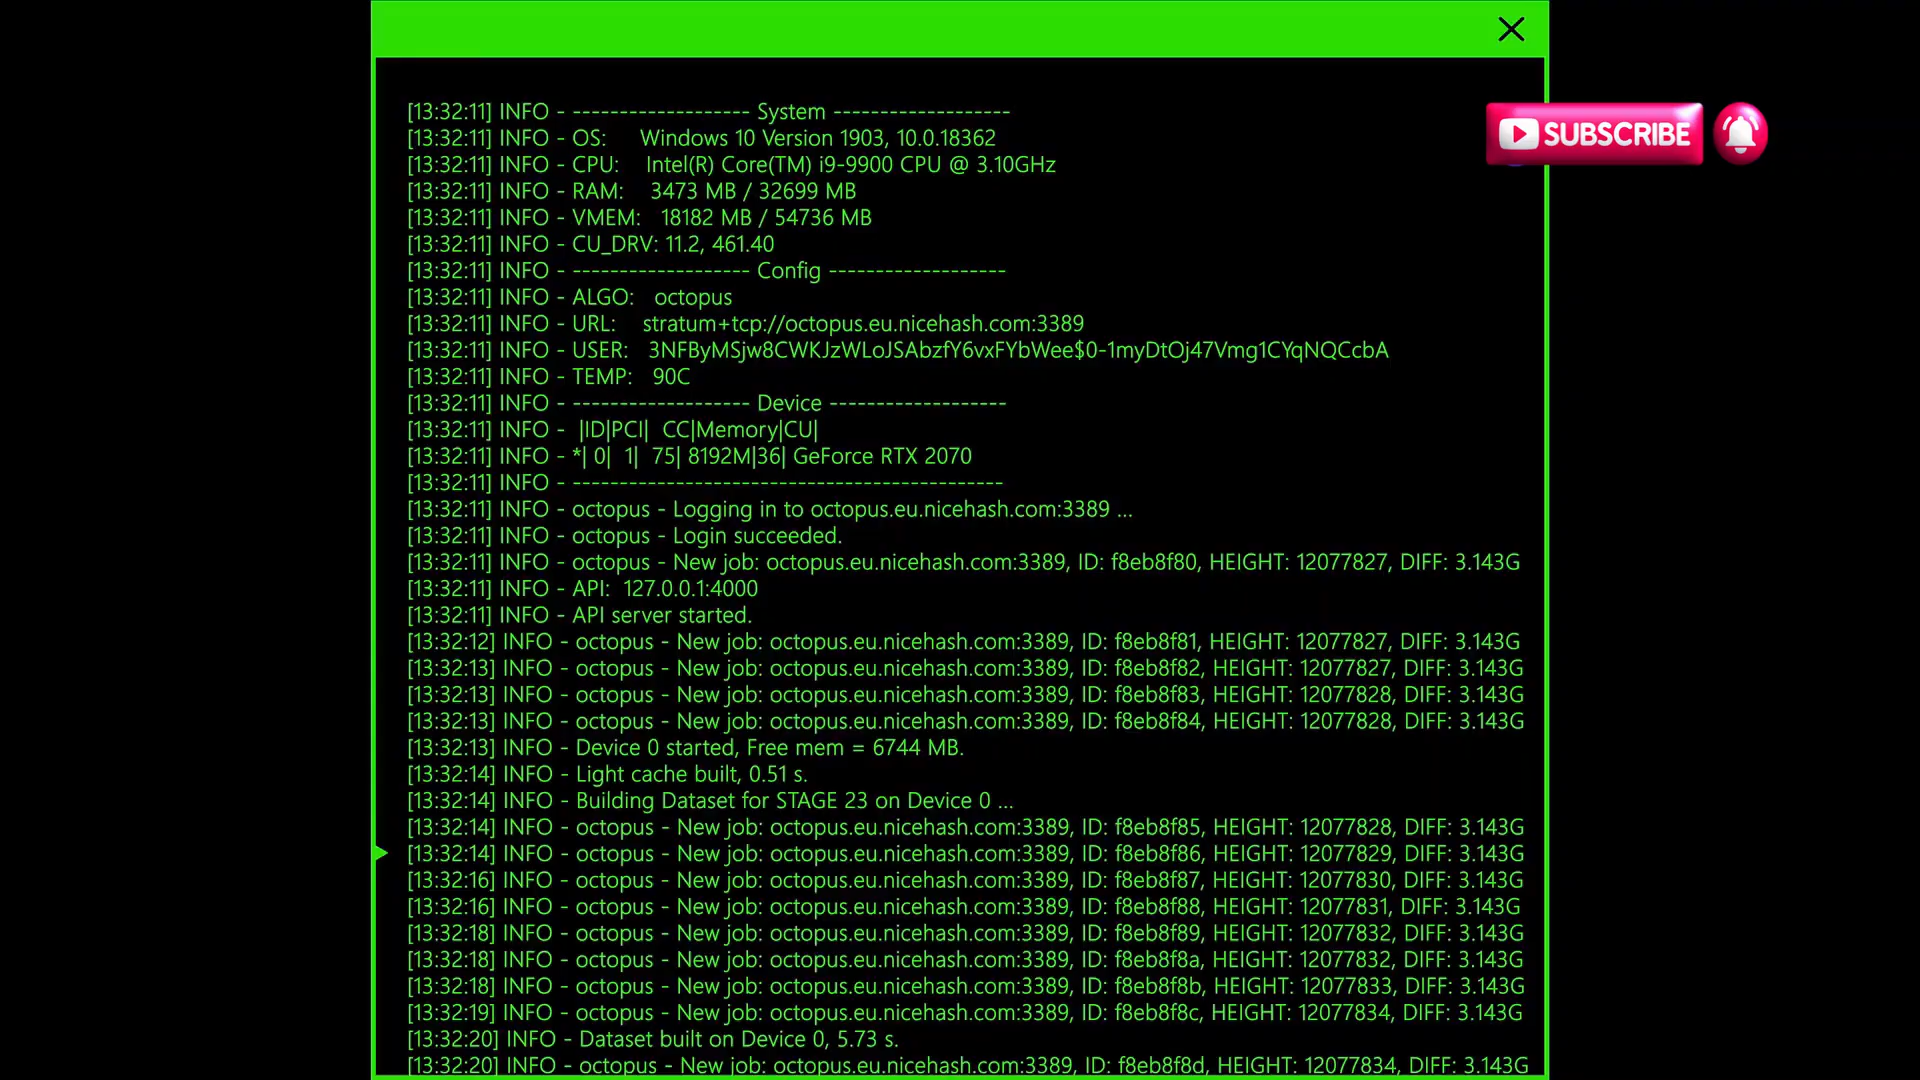 [13:32:11] INFO - ------------------- System -------------------
SUBSCRIBE
[13:32:11] INFO - OS: Windows 10 Version 1903, 10.0.18362
[13:32:11] INFO - CPU: Intel(R) Core(TM) i9-9900 CPU @ 3.10GHz
[13:32:11] INFO - RAM: 3473 MB / 32699 MB
[13:32:11] INFO - VMEM: 18182 MB / 54736 MB
[13:32:11] INFO - CU_DRV: 11.2, 461.40
[13:32:11] INFO - ------------------- Config -------------------
[13:32:11] INFO - ALGO: octopus
[13:32:11] INFO - URL: stratum+tcp://octopus.eu.nicehash.com:3389
[13:32:11] INFO - USER: 3NFByMSjw8CWKJzWLoJSAbzfY6vxFYbWee$0-1myDtOj47Vmg1CYqNQCcbA
[13:32:11] INFO - TEMP: 90C
[13:32:11] INFO - ------------------- Device -------------------
[13:32:11] INFO - |ID|PCI| CC|Memory|CU|
[13:32:11] INFO - *| 0| 1| 75| 8192M|36| GeForce RTX 2070
[13:32:11] INFO - ----------------------------------------------
[13:32:11] INFO - octopus - Logging in to octopus.eu.nicehash.com:3389 ...
[13:32:11] INFO - octopus - Login succeeded.
[13:32:11] INFO - octopus - New job: octopus.eu.nicehash.com:3389, ID: f8eb8f80, HEIGHT: 12077827, DIFF: 3.143G
[13:32:11] INFO - API: 127.0.0.1:4000
[13:32:11] INFO - API server started.
[13:32:12] INFO - octopus - New job: octopus.eu.nicehash.com:3389, ID: f8eb8f81, HEIGHT: 12077827, DIFF: 3.143G
[13:32:13] INFO - octopus - New job: octopus.eu.nicehash.com:3389, ID: f8eb8f82, HEIGHT: 12077827, DIFF: 3.143G
[13:32:13] INFO - octopus - New job: octopus.eu.nicehash.com:3389, ID: f8eb8f83, HEIGHT: 12077828, DIFF: 3.143G
[13:32:13] INFO - octopus - New job: octopus.eu.nicehash.com:3389, ID: f8eb8f84, HEIGHT: 12077828, DIFF: 3.143G
[13:32:13] INFO - Device 0 started, Free mem = 6744 MB.
[13:32:14] INFO - Light cache built, 0.51 s.
[13:32:14] INFO - Building Dataset for STAGE 23 on Device 0 ...
[13:32:14] INFO - octopus - New job: octopus.eu.nicehash.com:3389, ID: f8eb8f85, HEIGHT: 12077828, DIFF: 3.143G
[13:32:14] INFO - octopus - New job: octopus.eu.nicehash.com:3389, ID: f8eb8f86, HEIGHT: 12077829, DIFF: 3.143G
[13:32:16] INFO - octopus - New job: octopus.eu.nicehash.com:3389, ID: f8eb8f87, HEIGHT: 12077830, DIFF: 3.143G
[13:32:16] INFO - octopus - New job: octopus.eu.nicehash.com:3389, ID: f8eb8f88, HEIGHT: 12077831, DIFF: 3.143G
[13:32:18] INFO - octopus - New job: octopus.eu.nicehash.com:3389, ID: f8eb8f89, HEIGHT: 12077832, DIFF: 3.143G
[13:32:18] INFO - octopus - New job: octopus.eu.nicehash.com:3389, ID: f8eb8f8a, HEIGHT: 12077832, DIFF: 3.143G
[13:32:18] INFO - octopus - New job: octopus.eu.nicehash.com:3389, ID: f8eb8f8b, HEIGHT: 12077833, DIFF: 3.143G
[13:32:19] INFO - octopus - New job: octopus.eu.nicehash.com:3389, ID: f8eb8f8c, HEIGHT: 12077834, DIFF: 3.143G
[13:32:20] INFO - Dataset built on Device 0, 5.73 s.
[13:32:20] INFO - octopus - New job: octopus.eu.nicehash.com:3389, ID: f8eb8f8d, HEIGHT: 12077834, DIFF: 3.143G